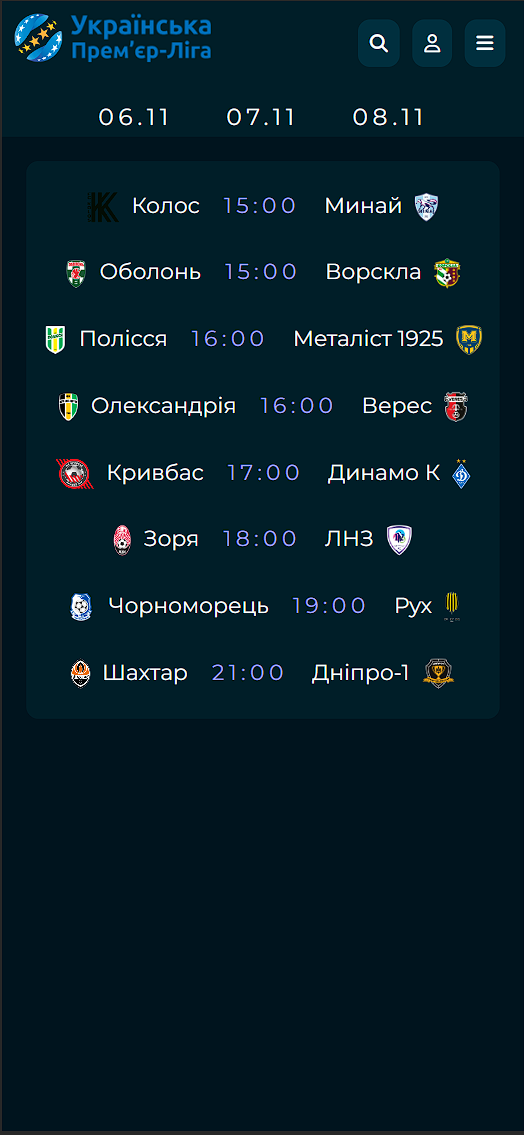 Українська
Прем’єр-Ліга
06.11 07.11 08.11
Колос 15:00 Минай
Оболонь 15:00 Ворскла
Полісся 16:00 Металіст 1925
Олександрія 16:00 Верес
Кривбас 17:00 Динамо К
Зоря 18:00 ЛНЗ
Чорноморець 19:00 Рух
Шахтар 21:00 Дніпро-1